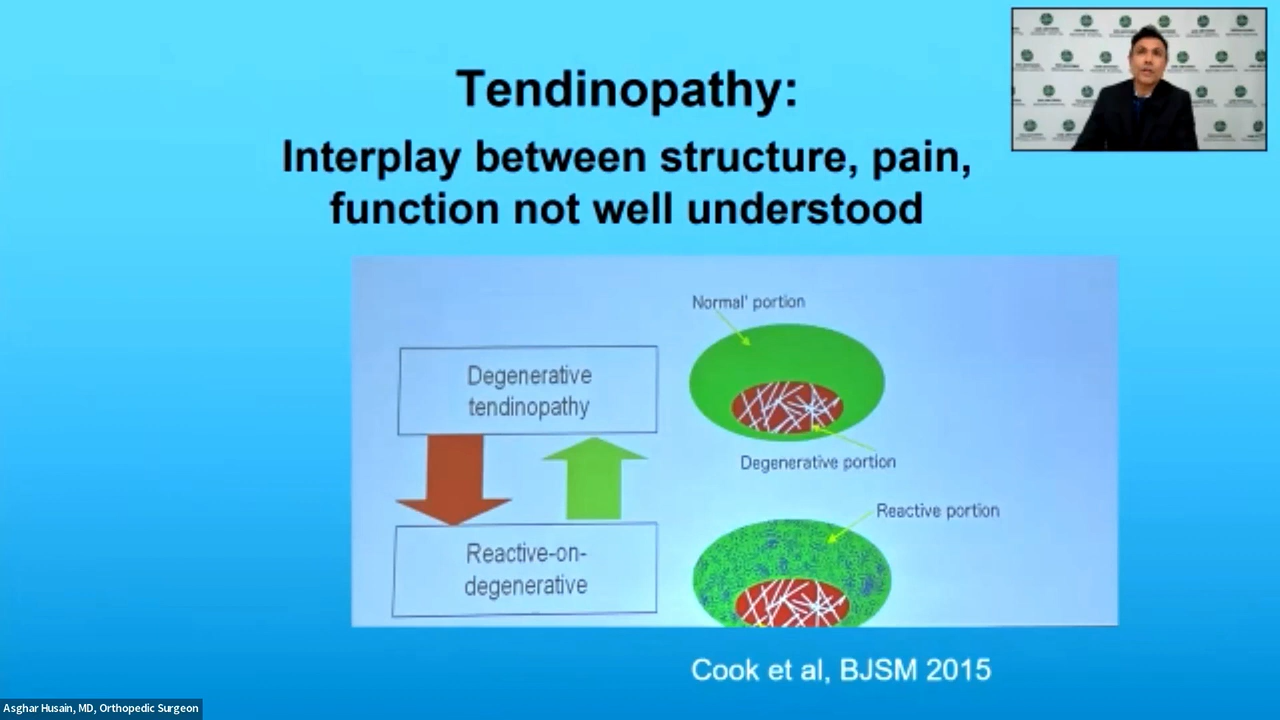 Tendinopathy:
Interplay between structure, pain,
function not well understood
Normal' portion
Degenerative
tendinopathy
Degenerative portion
Reactive portion
Reactive-on-
degenerative
Cook et al, BJSM 2015
Asghar Husain, MD, Orthopedic Surgeon